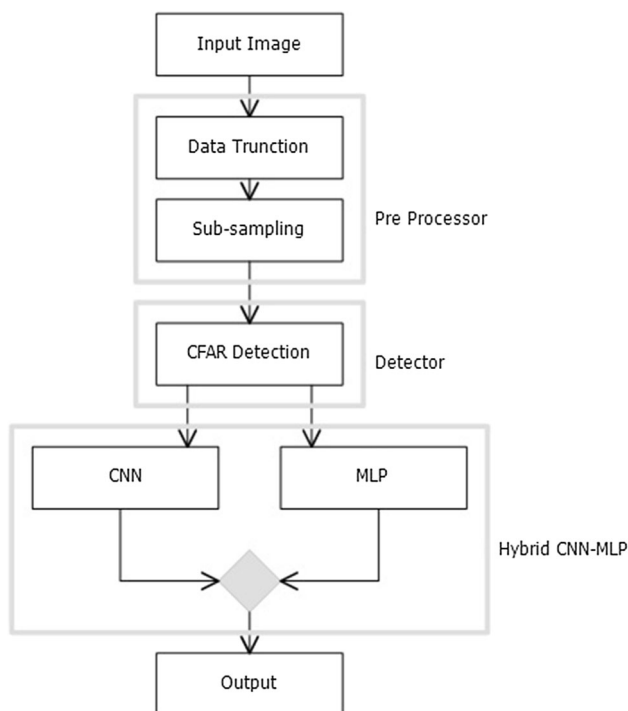 Input Image
Data Trunction
Sub-sampling
Pre Processor
CFAR Detection
Detector
CNN
MLP
Hybrid CNN-MLP
Output